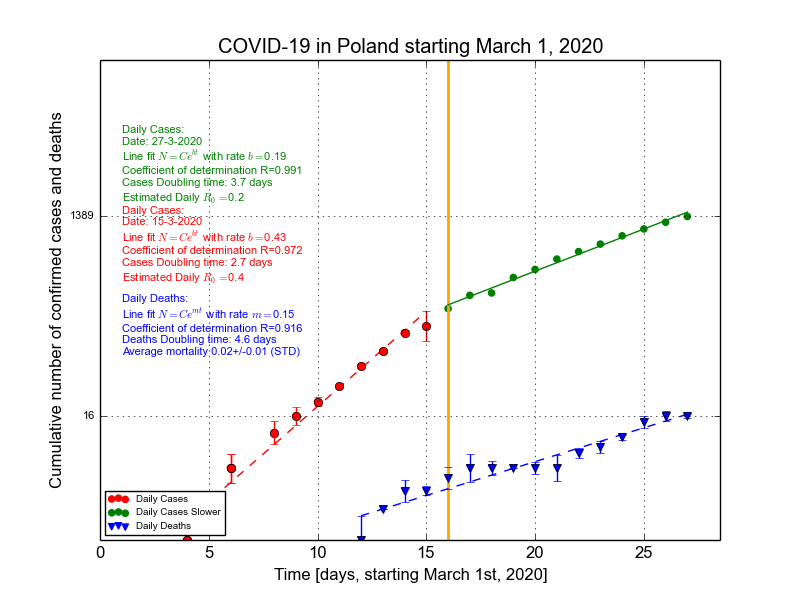 COVID-19 in Poland starting March 1, 2020
Cumulative number of confirmed cases and deaths
Daily Cases:
Date: 27-3-2020
Line fit N = Ce^{bt} with rate b = 0.19
Coefficient of determination R=0.991
Cases Doubling time: 3.7 days
Estimated Daily R_0 = 0.2
Daily Cases:
Date: 15-3-2020
Line fit N = Ce^{bt} with rate b = 0.43
Coefficient of determination R=0.972
Cases Doubling time: 2.7 days
Estimated Daily R_0 = 0.4
Daily Deaths:
Line fit N = Ce^{mt} with rate m = 0.15
Coefficient of determination R=0.916
Deaths Doubling time: 4.6 days
Average mortality:0.02+/-0.01 (STD)
1389
16
Daily Cases
Daily Cases Slower
Daily Deaths
0 5 10 15 20 25
Time [days, starting March 1st, 2020]